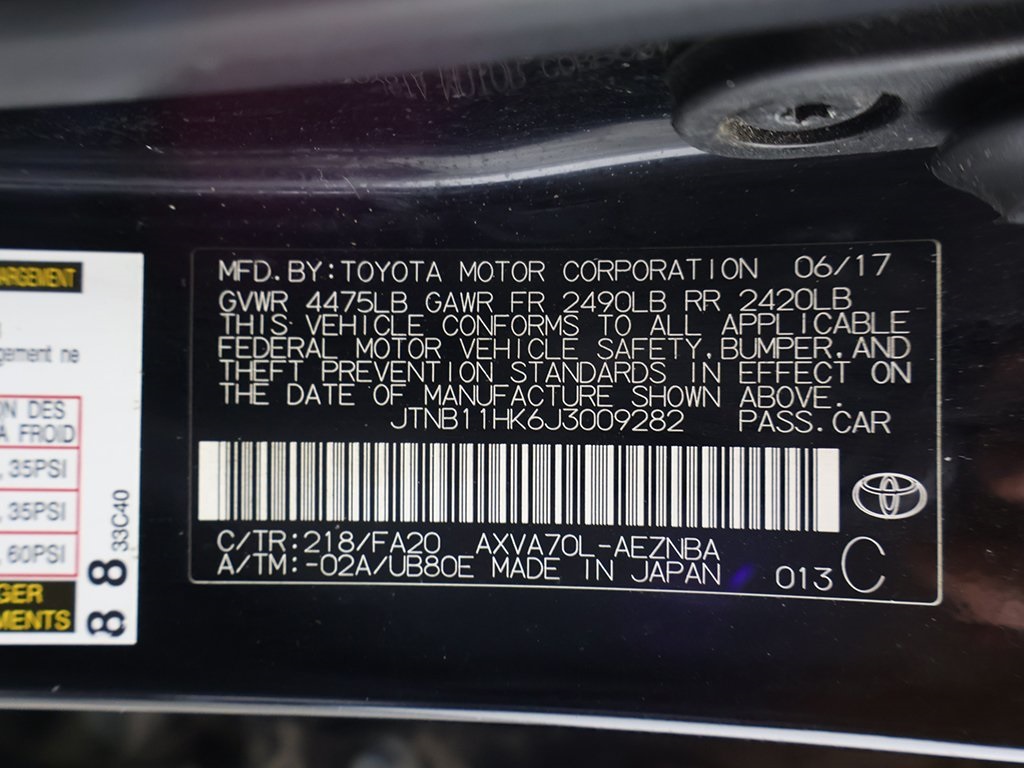 MFD.BY:TOYOTA MOTOR CORPORATION 06/17
GVWR 4475LB GAWR FR 2490LB RR 2420LB
THIS VEHICLE CONFORMS TO ALL APPLICABLE
FEDERAL MOTOR VEHICLE SAFETY,BUMPER,AND
THEFT PREVENTION STANDARDS IN EFFECT ON
THE DATE OF MANUFACTURE SHOWN ABOVE.
JTNB11HK6J3009282 PASS.CAR
C/TR:218/FA20 AXVA70L-AEZNBA
A/TM:-02A/UB80E MADE IN JAPAN 013 C
ARGEMENT
gement ne
ON DES
A FROID
, 35PSI
, 35PSI
, 60PSI
GER
MENTS
88
33C40